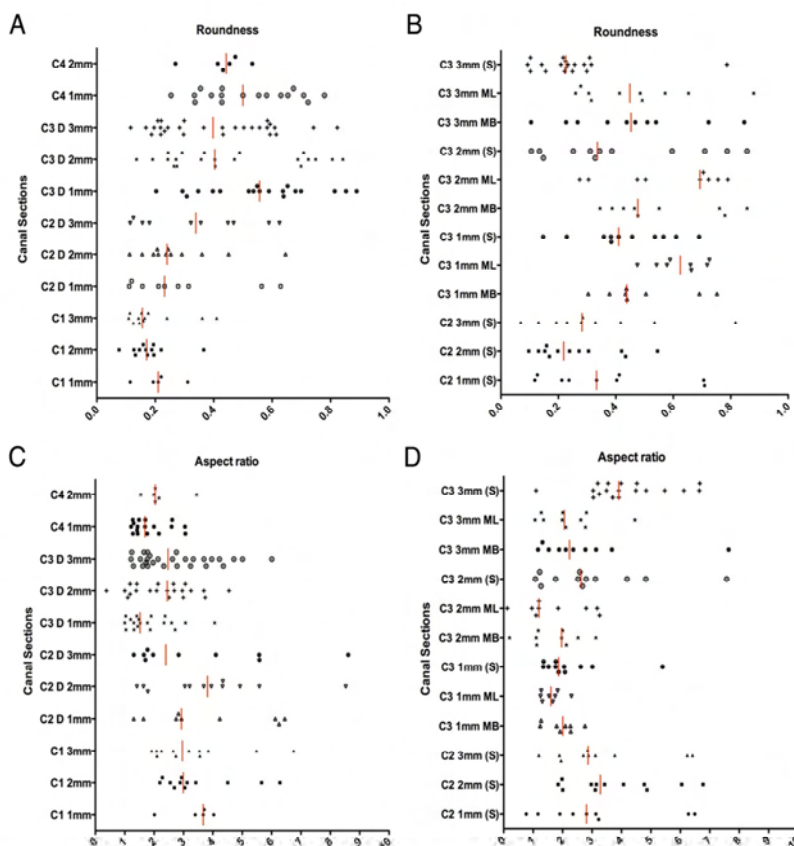 A
Roundness
Canal Sections
C4 2mm
C4 1mm
C3 D 3mm
C3 D 2mm
C3 D 1mm
C2 D 3mm
C2 D 2mm
C2 D 1mm
C1 3mm
C1 2mm
C1 1mm
0.0
0.2
0.4
0.6
0.8
1.0
B
Roundness
Canal Sections
C3 3mm (S)
C3 3mm ML
C3 3mm MB
C3 2mm (S)
C3 2mm ML
C3 2mm MB
C3 1mm (S)
C3 1mm ML
C3 1mm MB
C2 3mm (S)
C2 2mm (S)
C2 1mm (S)
0.0
0.2
0.4
0.6
0.8
1.0
C
Aspect ratio
Canal Sections
C4 2mm
C4 1mm
C3 D 3mm
C3 D 2mm
C3 D 1mm
C2 D 3mm
C2 D 2mm
C2 D 1mm
C1 3mm
C1 2mm
C1 1mm
D
Aspect ratio
Canal Sections
C3 3mm (S)
C3 3mm ML
C3 3mm MB
C3 2mm (S)
C3 2mm ML
C3 2mm MB
C3 1mm (S)
C3 1mm ML
C3 1mm MB
C2 3mm (S)
C2 2mm (S)
C2 1mm (S)